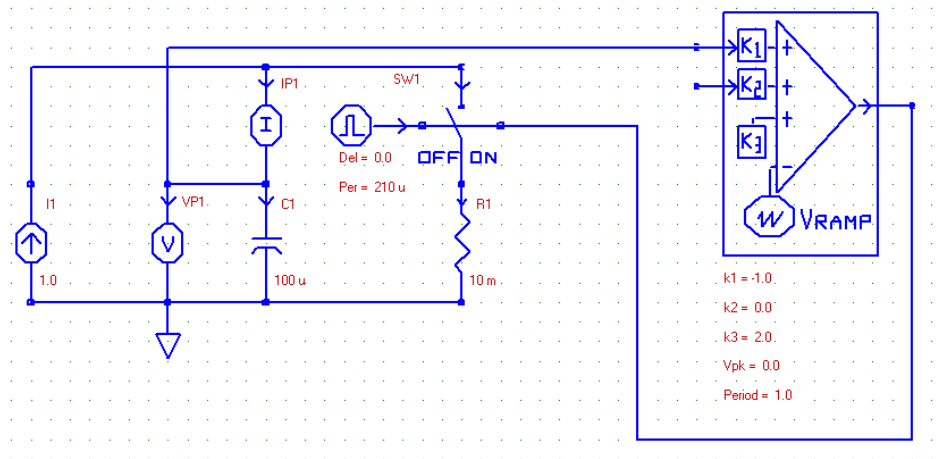 K1
+
IP1
SW1
K2
+
I
+
Del = 0.0
OFF ON
K3
Per = 210 u
I1
VP1
C1
R1
V
VRAMP
1.0
100 u
10 m
k1 = -1.0
k2 = 0.0
k3 = 2.0
Vpk = 0.0
Period = 1.0